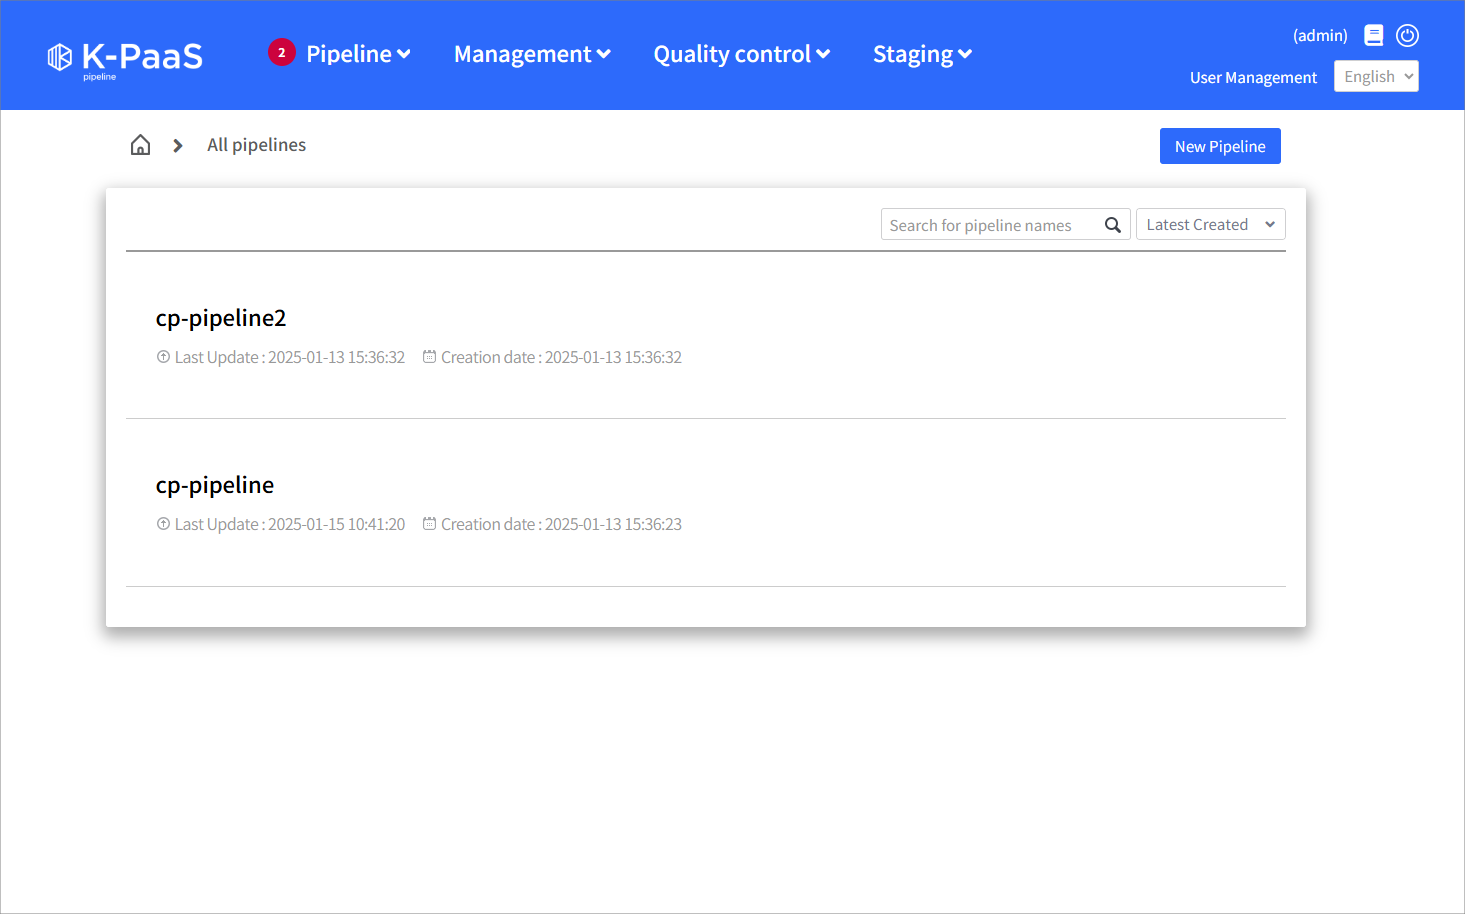 K-PaaS
pipeline
2 Pipeline Management Quality control Staging
(admin)
User Management English
All pipelines
New Pipeline
Search for pipeline names Latest Created
cp-pipeline2
Last Update : 2025-01-13 15:36:32 Creation date : 2025-01-13 15:36:32
cp-pipeline
Last Update : 2025-01-15 10:41:20 Creation date : 2025-01-13 15:36:23